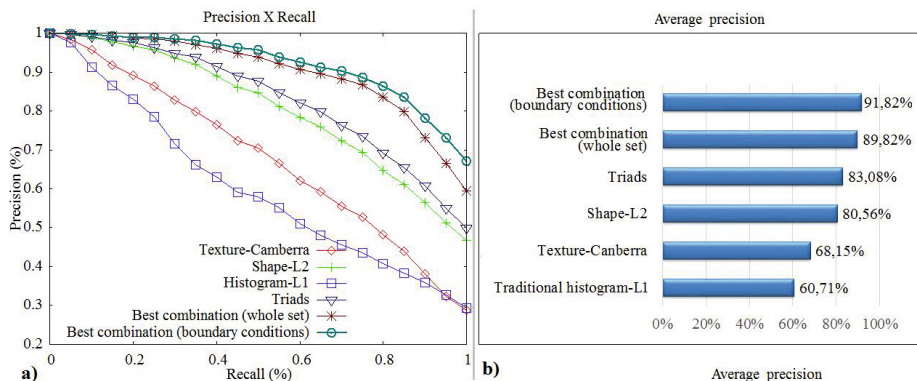 Precision X Recall
1
0.9
0.8
0.7
0.6
0.5
0.4
0.3
0.2
Precision (%)
Texture-Canberra
Shape-L2
Histogram-L1
Triads
Best combination (whole set)
Best combination (boundary conditions)
0
0.2
0.4
0.6
0.8
1
Recall (%)
a)
Average precision
Best combination
(boundary conditions)
91,82%
Best combination
(whole set)
89,82%
Triads
83,08%
Shape-L2
80,56%
Texture-Canberra
68,15%
Traditional histogram-L1
60,71%
0% 20% 40% 60% 80% 100%
b)
Average precision